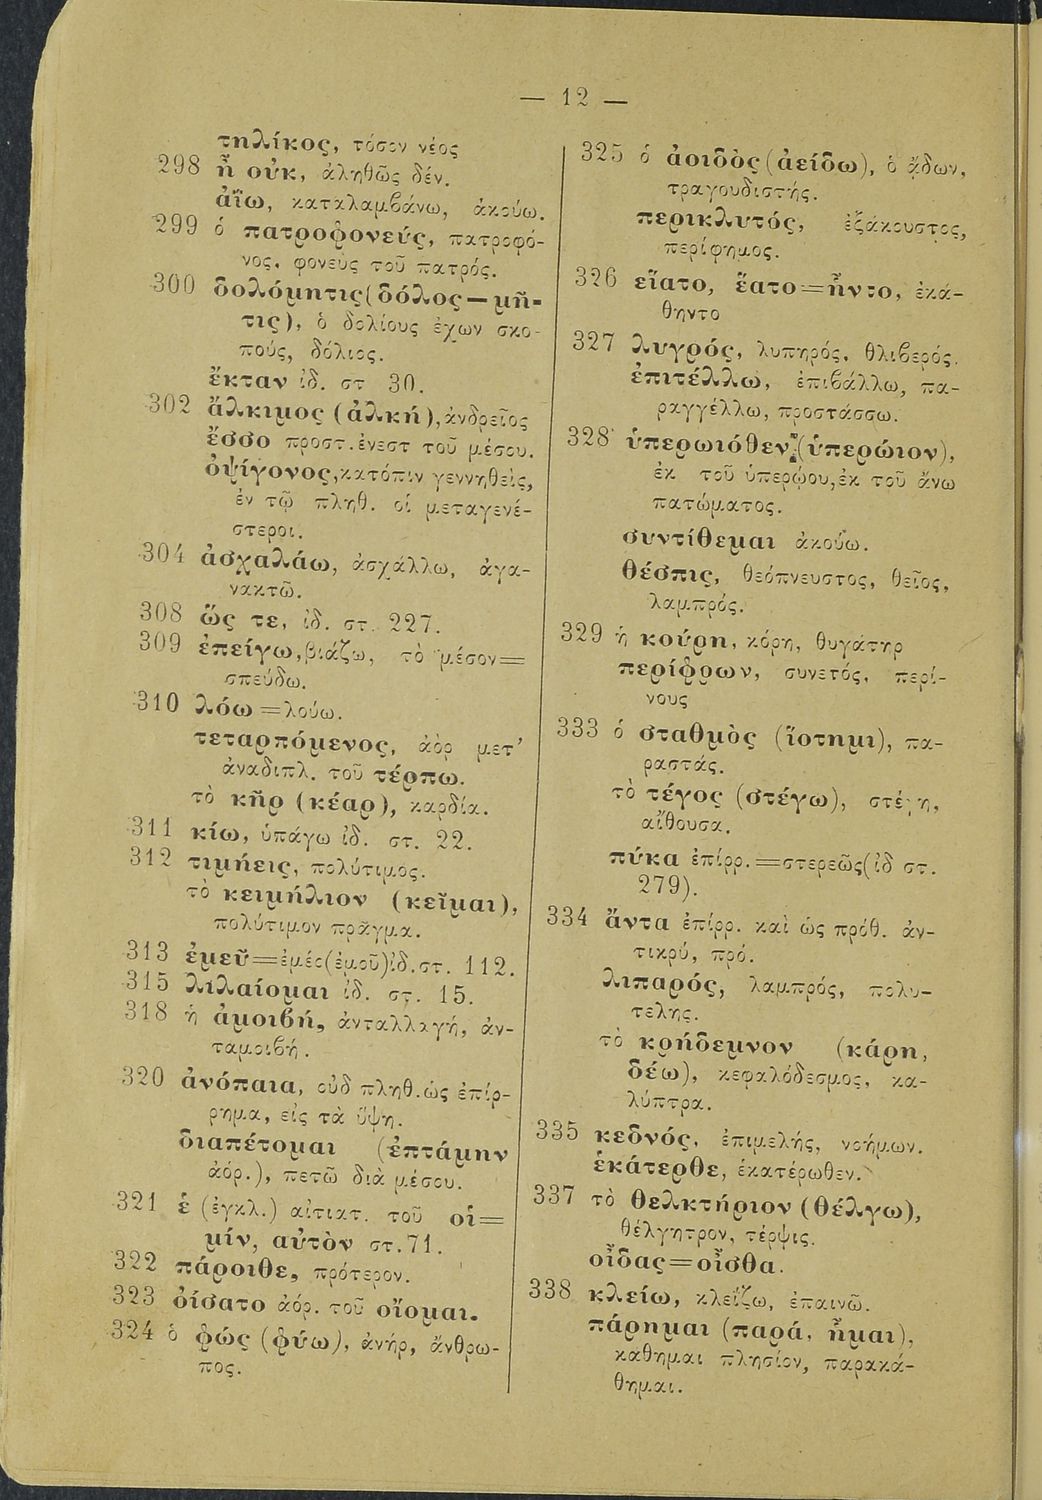 — 12 —
τηλίκος, τόσον νέος
298 ἦ οὐκ, ἀληθῶς δέν.
ἀΐω, καταλαμβάνω, ἀκούω.
299 ὁ πατροφονεύς, πατροφό-
νος, φονεὺς τοῦ πατρός.
300 δολόμητις (δόλος — μῆ-
τις), ὁ δολίους ἔχων σκο-
πούς, δόλιος.
ἔκταν ἰδ. στ 30.
302 ἄλκιμος (ἀλκή), ἀνδρεῖος
ἔσσο προστ. ἐνεστ τοῦ μέσου.
ὀψίγονος, κατόπιν γεννηθείς,
ἐν τῷ πληθ. οἱ μεταγενέ-
στεροι.
304 ἀσχαλάω, ἀσχάλλω, ἀγα-
νακτῶ.
308 ὥς τε, ἰδ. στ. 227.
309 ἐπείγω, βιάζω, τὸ μέσον=
σπεύδω.
310 λόω = λούω.
τεταρπόμενος, ἀόρ μετ’
ἀναδιπλ. τοῦ τέρπω.
τὸ κῆρ (κέαρ), καρδία.
311 κίω, ὑπάγω ἰδ. στ. 22.
312 τιμήεις, πολύτιμος.
τὸ κειμήλιον (κεῖμαι),
πολύτιμον πρᾶγμα.
313 ἐμεῦ=ἐμέο(ἐμοῦ)ἰδ.στ. 112.
315 λιλαίομαι ἰδ. στ. 15.
318 ἡ ἀμοιβή, ἀνταλλαγή, ἀν-
ταμοιβή.
320 ἀνόπαια, οὐδ πληθ. ὡς ἐπίρ-
ρημα, εἰς τὰ ὕψη.
διαπέτομαι (ἐπτάμην
ἀόρ.), πετῶ διὰ μέσου.
321 ἑ (ἐγκλ.) αἰτιατ. τοῦ οἱ=
μίν, αὐτὸν στ. 71.
322 πάροιθε, πρότερον.
323 ὀίσατο ἀόρ. τοῦ οἴομαι.
324 ὁ φώς (φύω), ἀνήρ, ἄνθρω-
πος.
325 ὁ ἀοιδὸς (ἀείδω), ὁ ᾄδων,
τραγουδιστής.
περικλυτός, ἐξάκουστος,
περίφημος.
326 εἵατο, ἕατο=ἧντο, ἐκά-
θηντο
327 λυγρός, λυπηρός, θλιβερός.
ἐπιτέλλω, ἐπιβάλλω, πα-
ραγγέλλω, προστάσσω.
328 ὑπερωιόθεν (ὑπερώιον),
ἐκ τοῦ ὑπερῴου, ἐκ τοῦ ἄνω
πατώματος.
συντίθεμαι ἀκούω.
θέσπις, θεόπνευστος, θεῖος,
λαμπρός.
329 ἡ κούρη, κόρη, θυγάτηρ
περίφρων, συνετός, περί-
νους
333 ὁ σταθμὸς (ἵστημι), πα-
ραστάς.
τὸ τέγος (στέγω), στέγη,
αἴθουσα.
πύκα ἐπίρρ.=στερεῶς(ἰδ στ.
279).
334 ἄντα ἐπίρρ. καὶ ὡς πρόθ. ἀν-
τικρύ, πρό.
λιπαρός, λαμπρός, πολυ-
τελής.
τὸ κρήδεμνον (κάρη,
δέω), κεφαλόδεσμος, κα-
λύπτρα.
335 κεδνός, ἐπιμελής, νοήμων.
ἑκάτερθε, ἑκατέρωθεν.
337 τὸ θελκτήριον (θέλγω),
θέλγητρον, τέρψις.
οἶδας=οἶσθα.
338 κλείω, κλεΐζω, ἐπαινῶ.
πάρημαι (παρά, ἧμαι),
κάθημαι πλησίον, παρακά-
θημαι.